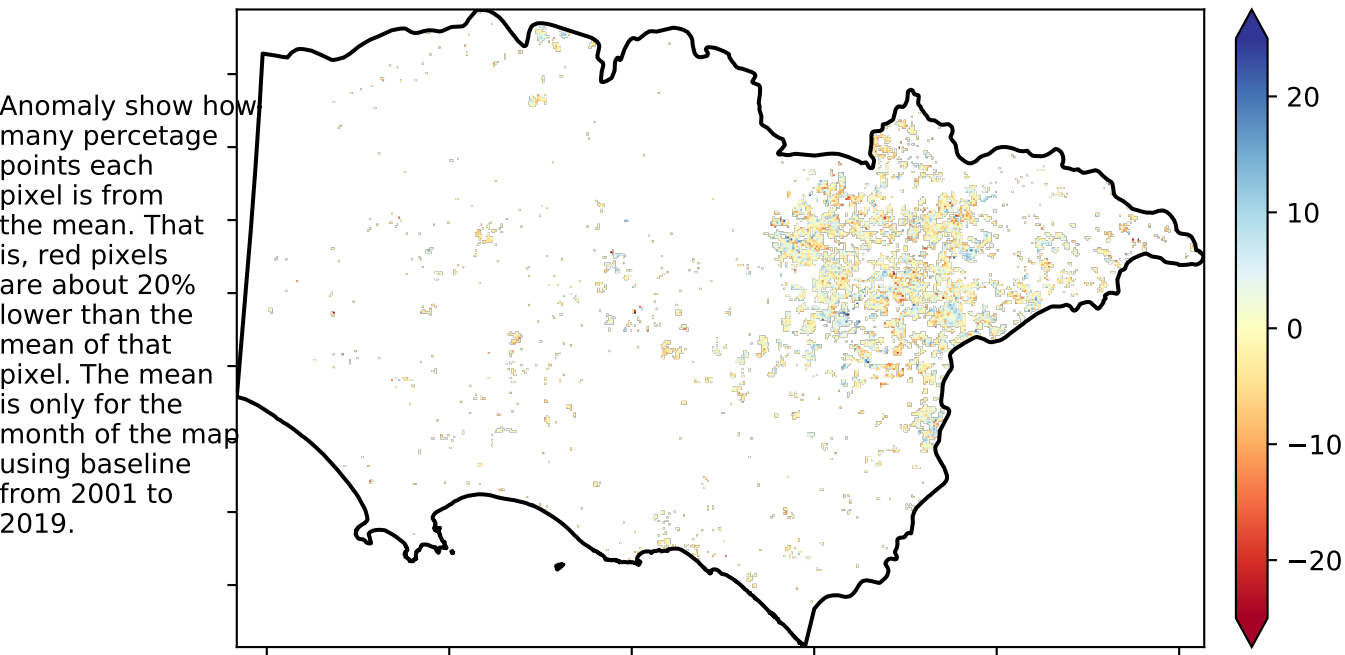 Anomaly show how
many percetage
points each
pixel is from
the mean. That
is, red pixels
are about 20%
lower than the
mean of that
pixel. The mean
is only for the
month of the map
using baseline
from 2001 to
2019.
20
10
0
−10
−20